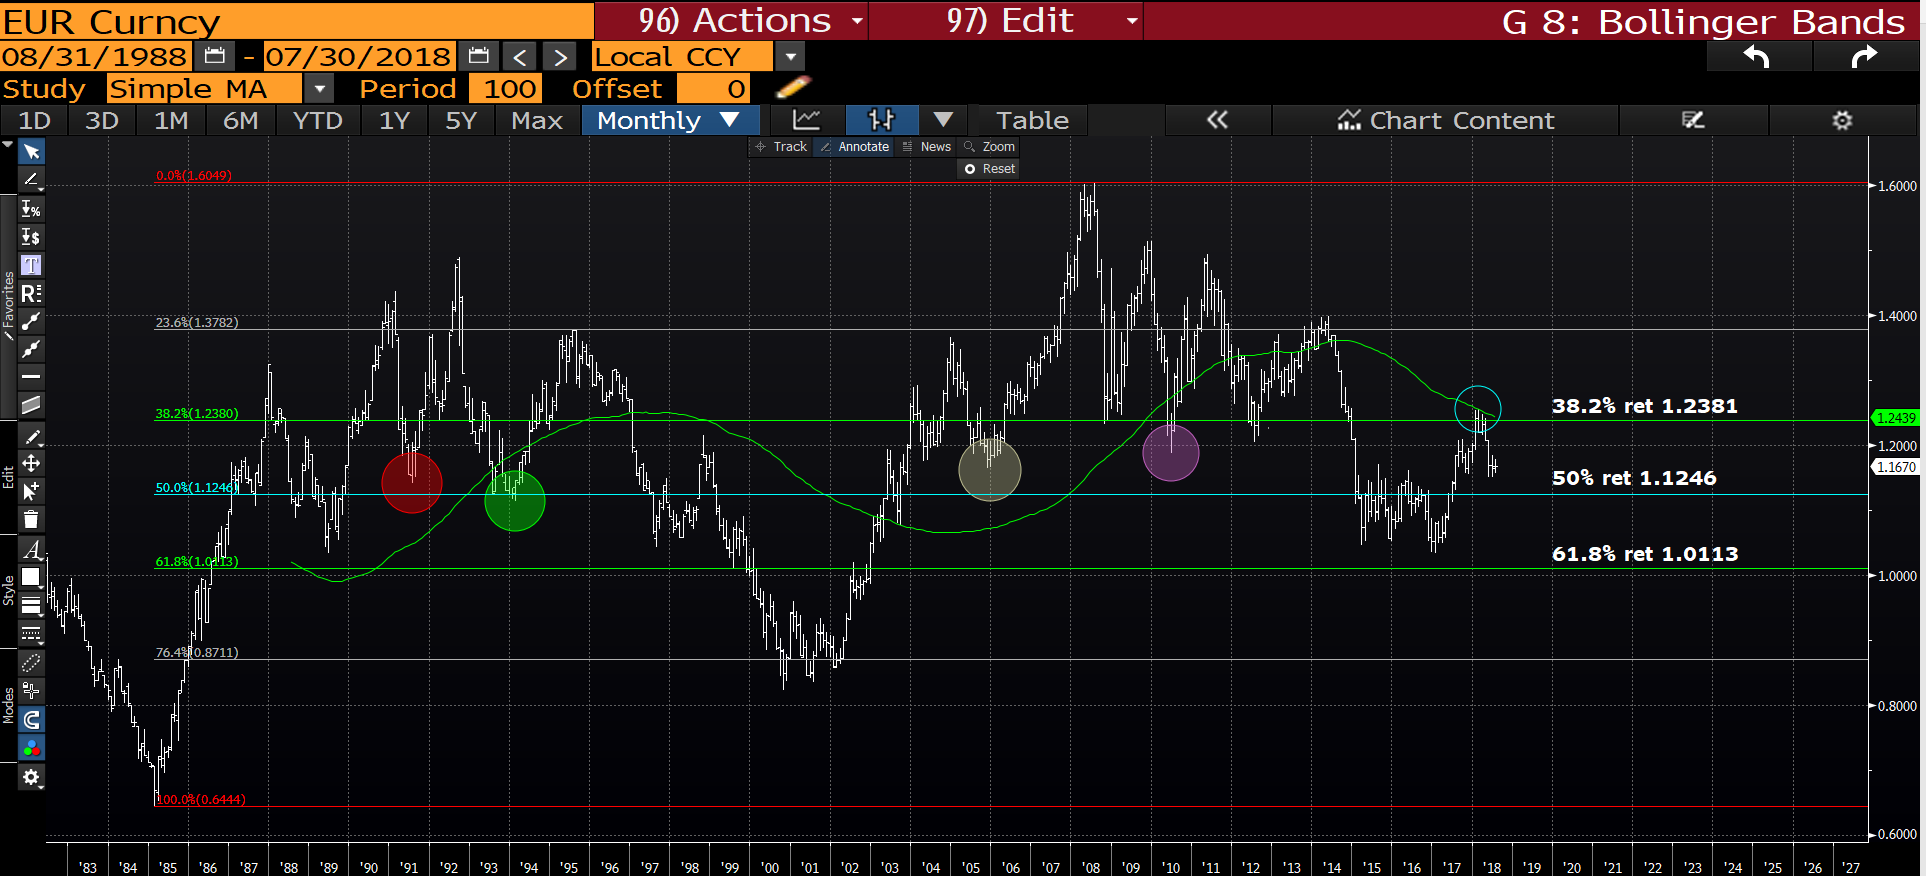 EUR Curncy 96) Actions 97) Edit G 8: Bollinger Bands
08/31/1988 - 07/30/2018 < > Local CCY
Study Simple MA Period 100 Offset 0
1D 3D 1M 6M YTD 1Y 5Y Max Monthly Table Chart Content
Track Annotate News Zoom
Reset
Favorites
Edit
Style
Modes
0.0%(1.6049)
23.6%(1.3782)
38.2%(1.2380)
50.0%(1.1246)
61.8%(1.0113)
76.4%(0.8711)
100.0%(0.6444)
38.2% ret 1.2381
50% ret 1.1246
61.8% ret 1.0113
1.6000
1.4000
1.2439
1.2000
1.1670
1.0000
0.8000
0.6000
'83 '84 '85 '86 '87 '88 '89 '90 '91 '92 '93 '94 '95 '96 '97 '98 '99 '00 '01 '02 '03 '04 '05 '06 '07 '08 '09 '10 '11 '12 '13 '14 '15 '16 '17 '18 '19 '20 '21 '22 '23 '24 '25 '26 '27